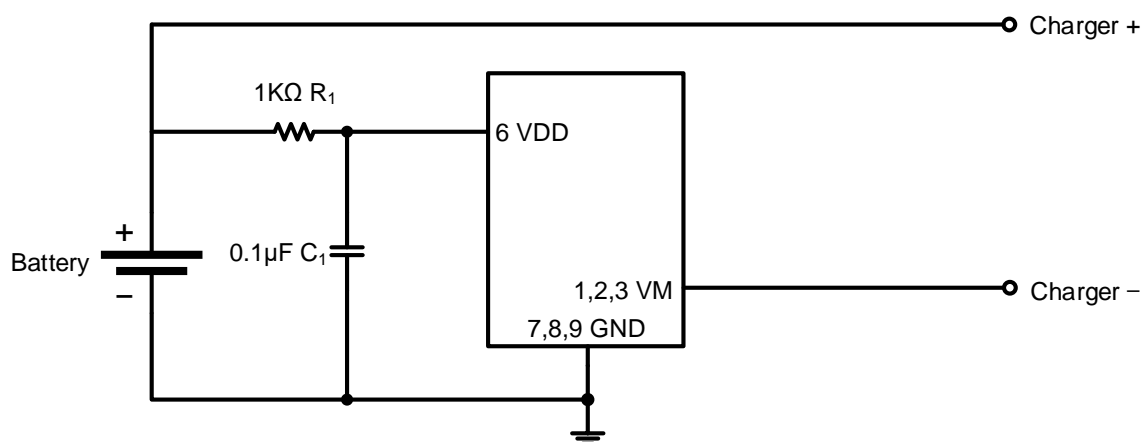 Charger +
1KΩ R₁
6 VDD
+
Battery
−
0.1μF C₁
1,2,3 VM
Charger −
7,8,9 GND